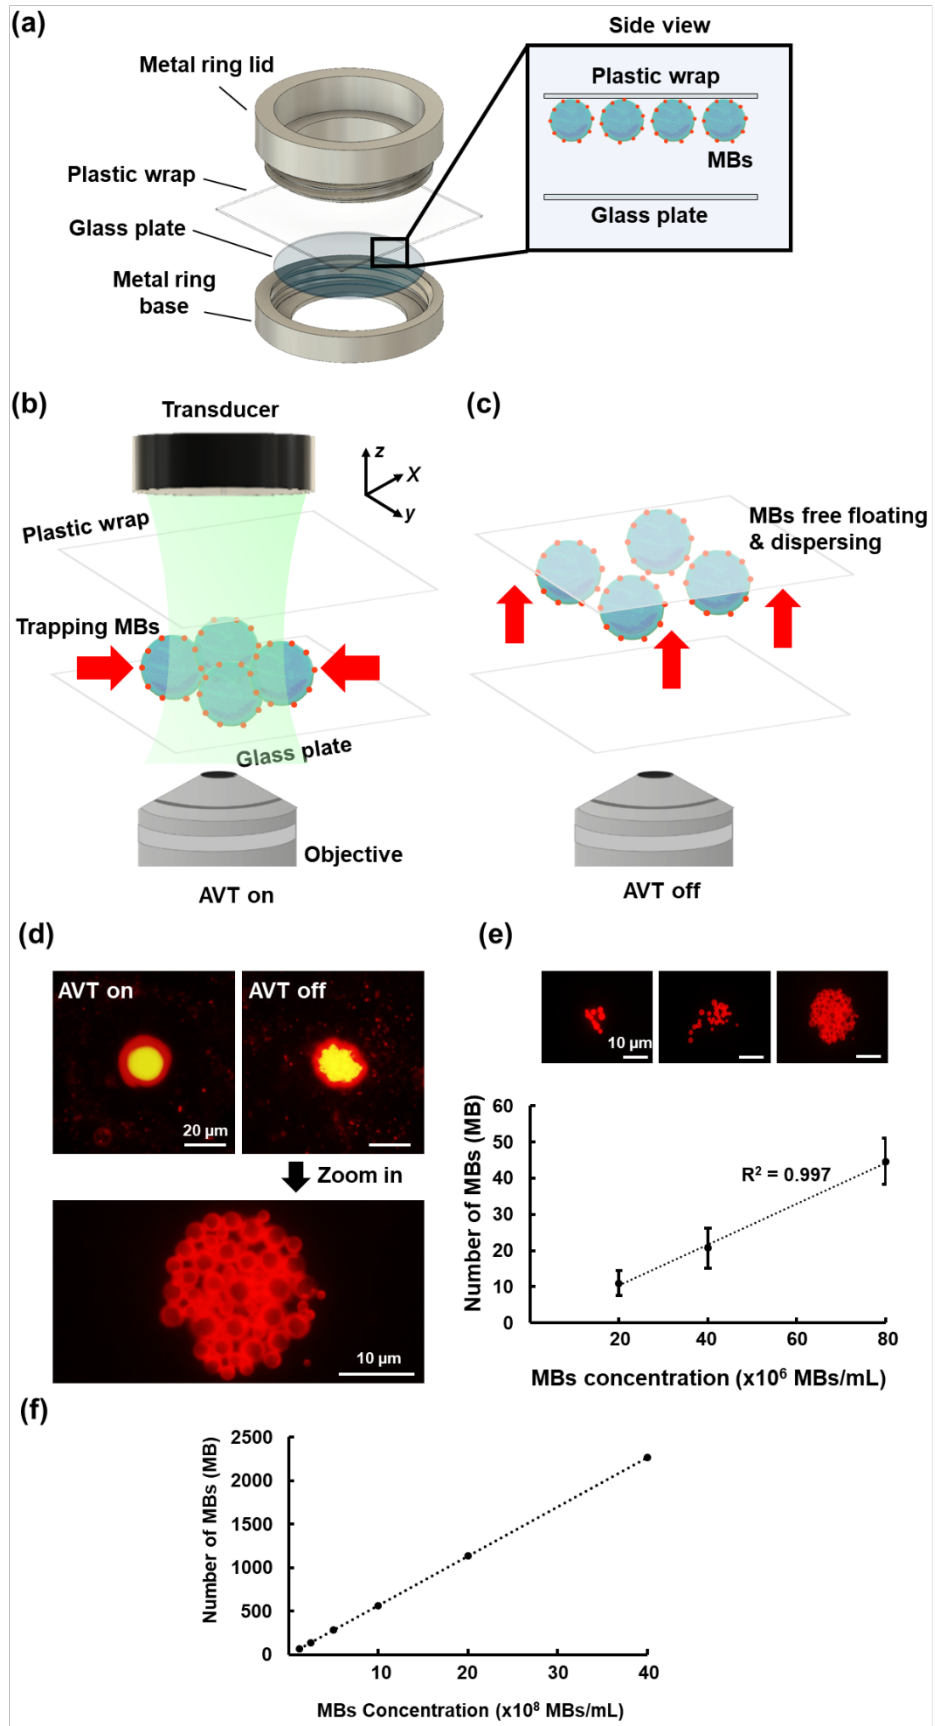 (a)
Side view
Metal ring lid
Plastic wrap
MBs
Glass plate
Plastic wrap
Glass plate
Metal ring
base
(b)
(c)
Transducer
z
X
y
Plastic wrap
MBs free floating
& dispersing
Trapping MBs
Glass plate
Objective
AVT on
AVT off
(d)
(e)
AVT on
AVT off
20 µm
Zoom in
10 µm
10 µm
Number of MBs (MB)
60
50
40
30
20
10
0
R² = 0.997
20
40
60
80
MBs concentration (x10⁶ MBs/mL)
(f)
Number of MBs (MB)
2500
2000
1500
1000
500
0
10
20
30
40
MBs Concentration (x10⁸ MBs/mL)